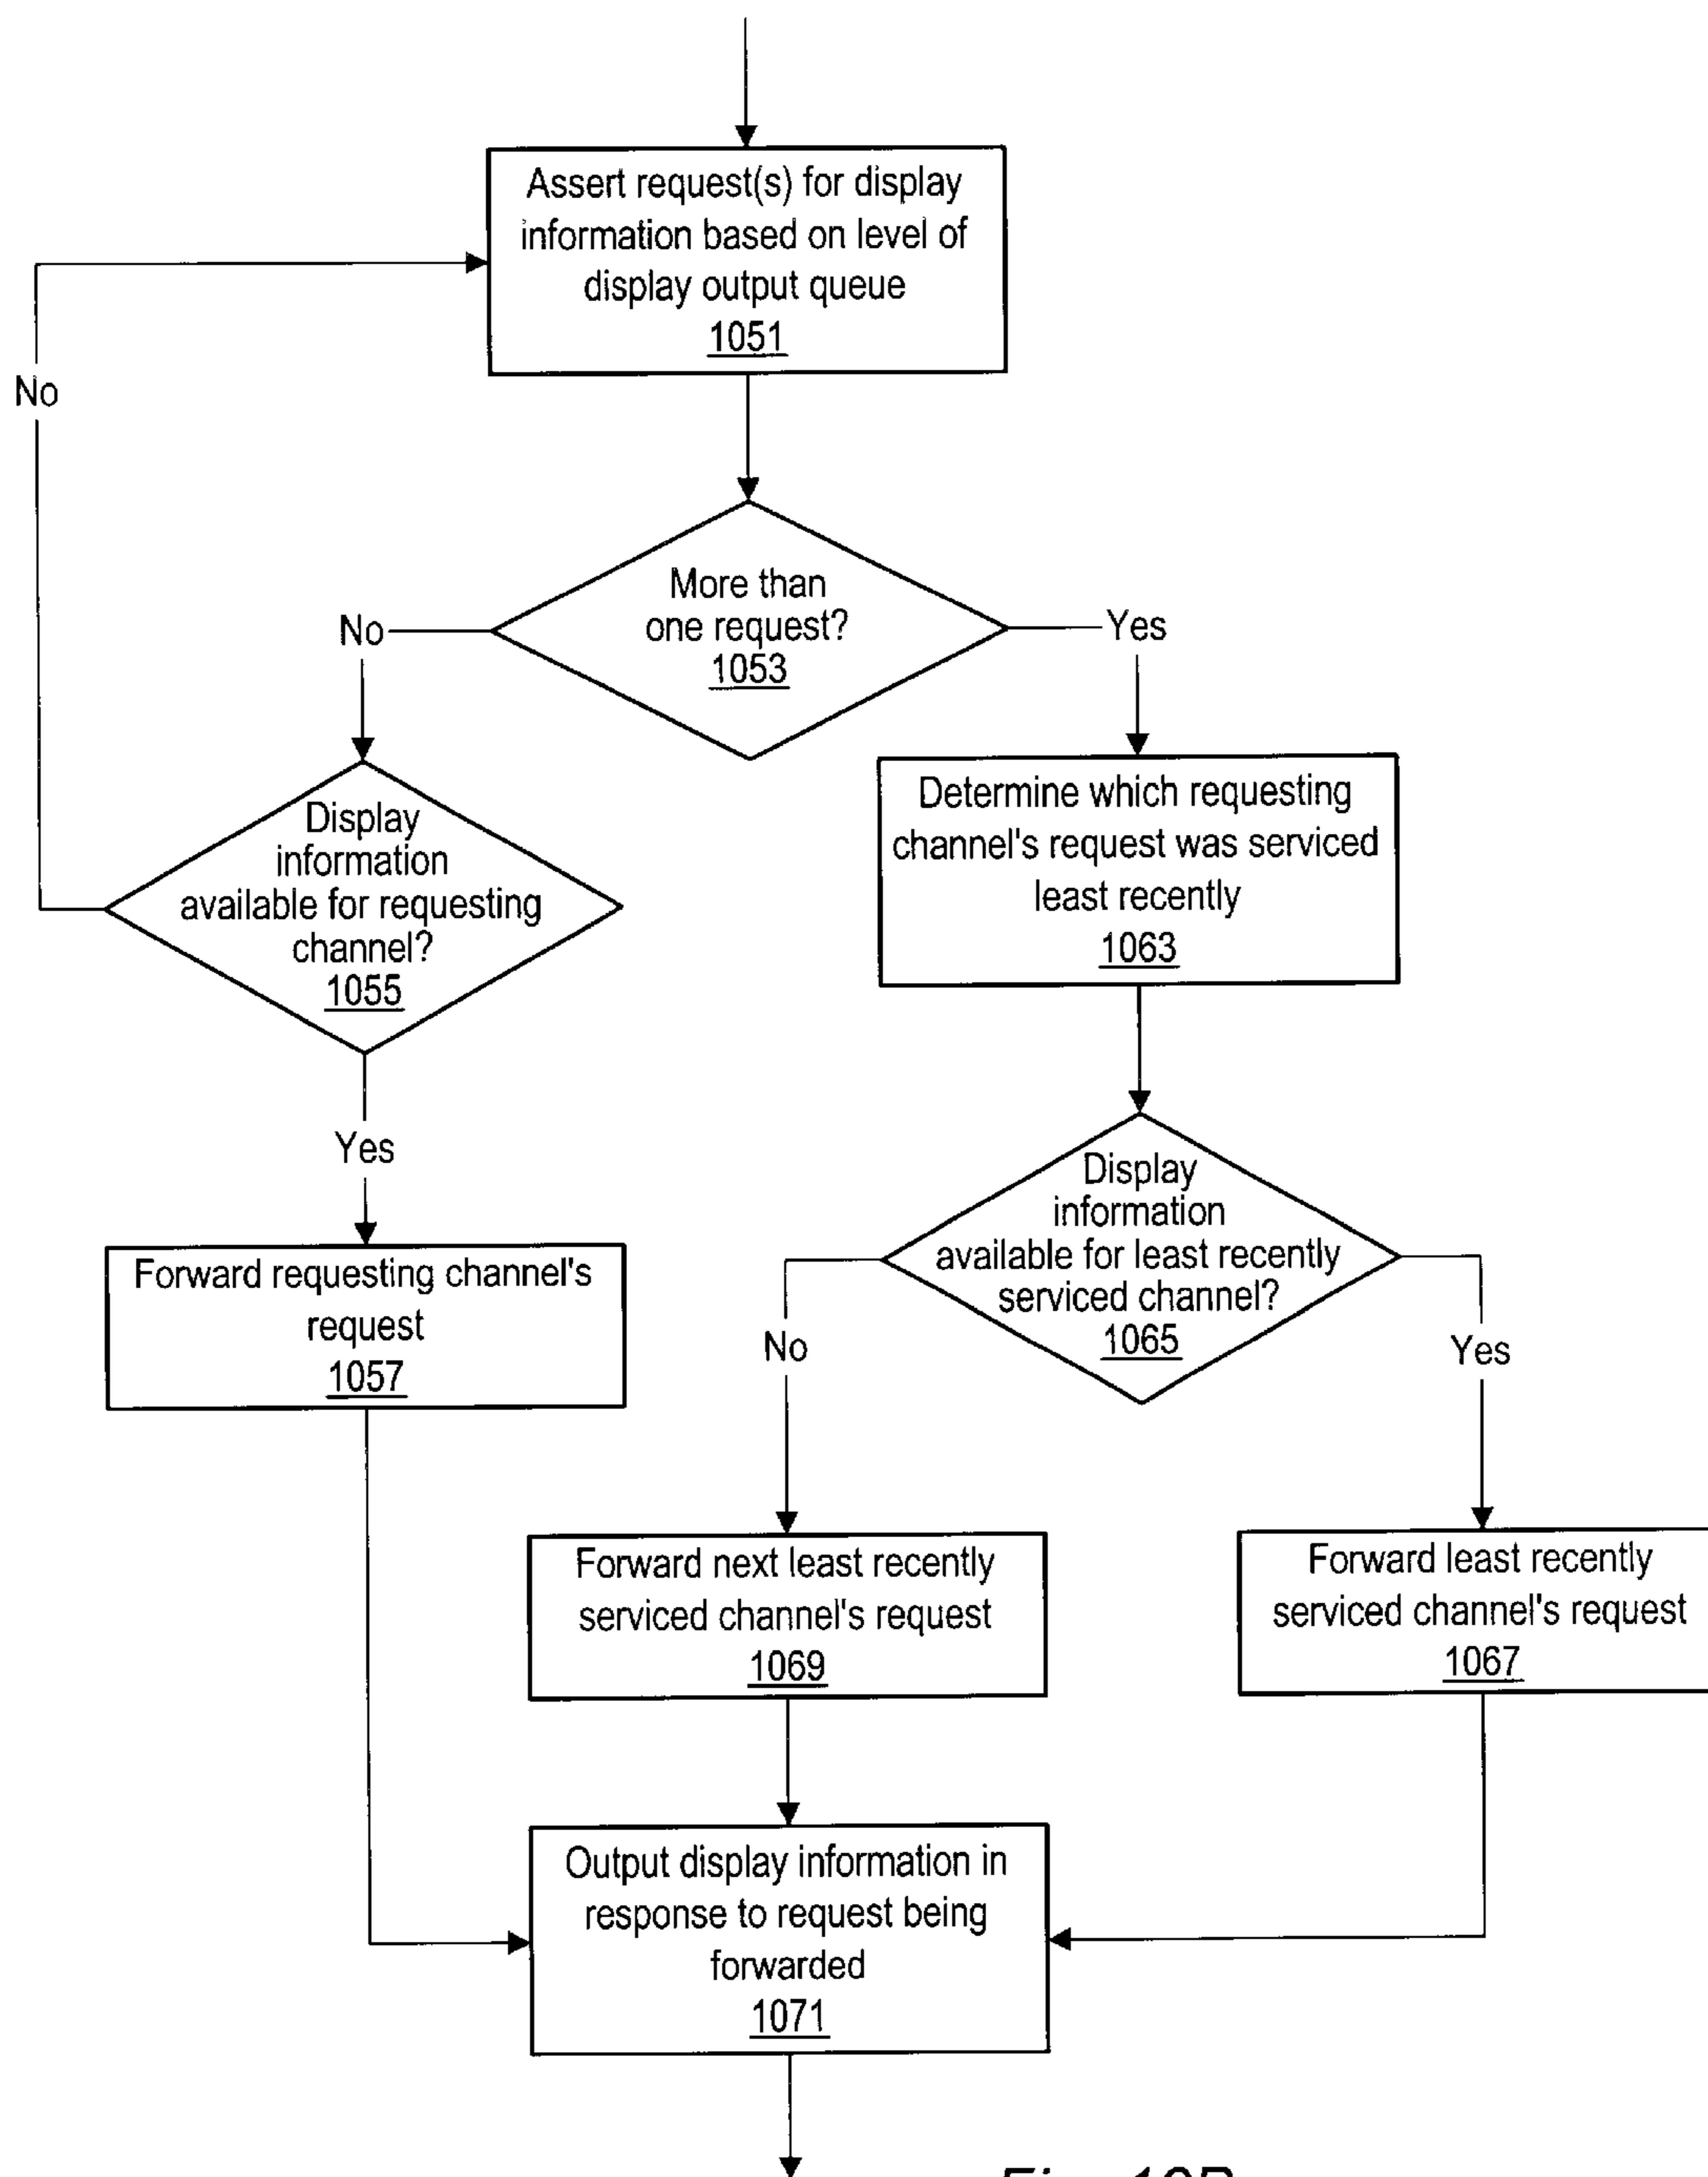 Assert request(s) for display
information based on level of
display output queue
1051
No
More than
one request?
1053
No
Yes
Display
information
available for requesting
channel?
1055
Determine which requesting
channel's request was serviced
least recently
1063
Yes
Display
information
available for least recently
serviced channel?
1065
Forward requesting channel's
request
1057
No
Yes
Forward next least recently
serviced channel's request
1069
Forward least recently
serviced channel's request
1067
Output display information in
response to request being
forwarded
1071